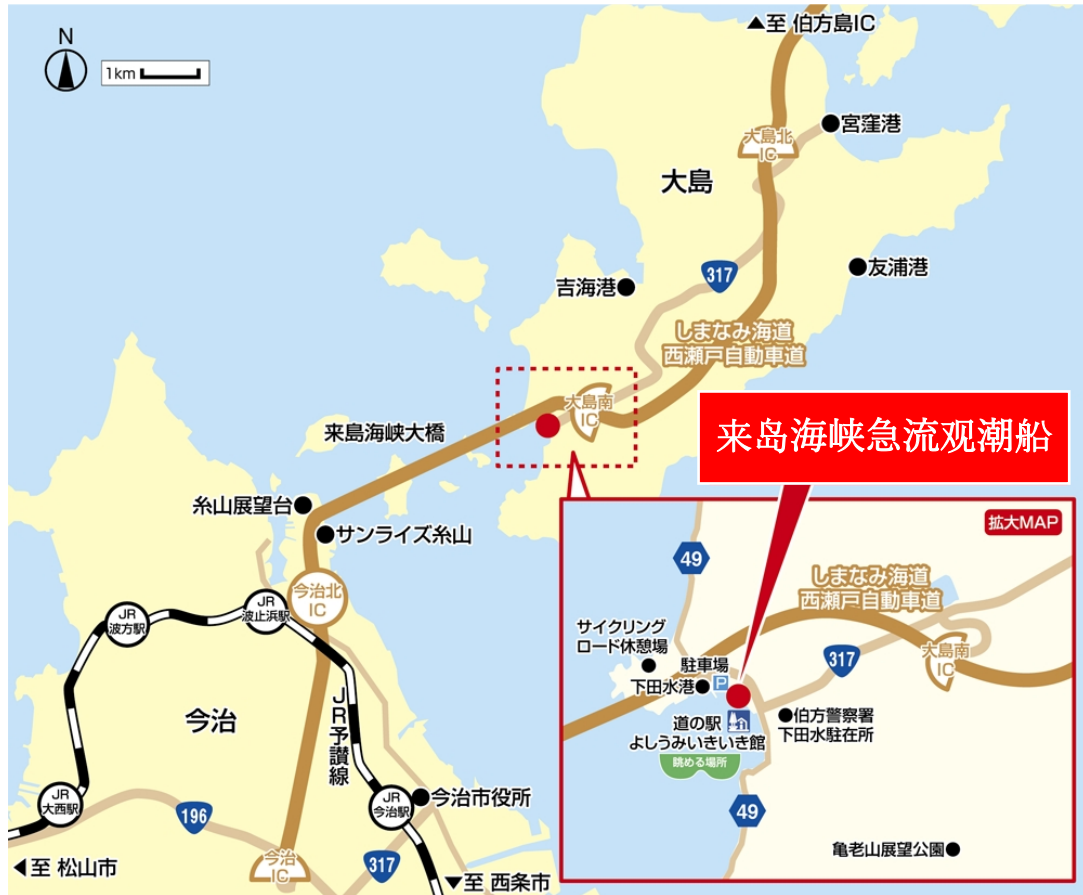 ▲至 伯方島IC
N
1km
宮窪港
大島北
IC
大島
友浦港
317
吉海港
しまなみ海道
西瀬戸自動車道
大島南
IC
来島海峡大橋
来岛海峡急流观潮船
糸山展望台
サンライズ糸山
今治北
IC
JR
波方駅
JR
波止浜駅
JR予讃線
今治
JR
大西駅
196
JR
今治駅
今治市役所
今治
IC
317
◀至 松山市
▼至 西条市
拡大MAP
49
しまなみ海道
西瀬戸自動車道
サイクリング
ロード休憩場
駐車場
P
下田水港
317
大島南
IC
道の駅
よしうみいきいき館
眺める場所
伯方警察署
下田水駐在所
49
亀老山展望公園